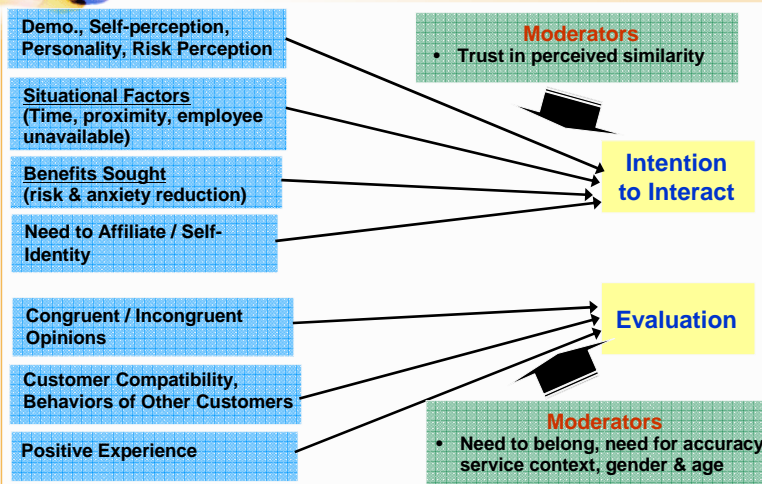 Demo., Self-perception,
Personality, Risk Perception
Moderators
• Trust in perceived similarity
Situational Factors
(Time, proximity, employee
unavailable)
Benefits Sought
(risk & anxiety reduction)
Intention
to Interact
Need to Affiliate / Self-
Identity
Congruent / Incongruent
Opinions
Evaluation
Customer Compatibility,
Behaviors of Other Customers
Positive Experience
Moderators
• Need to belong, need for accuracy
service context, gender & age